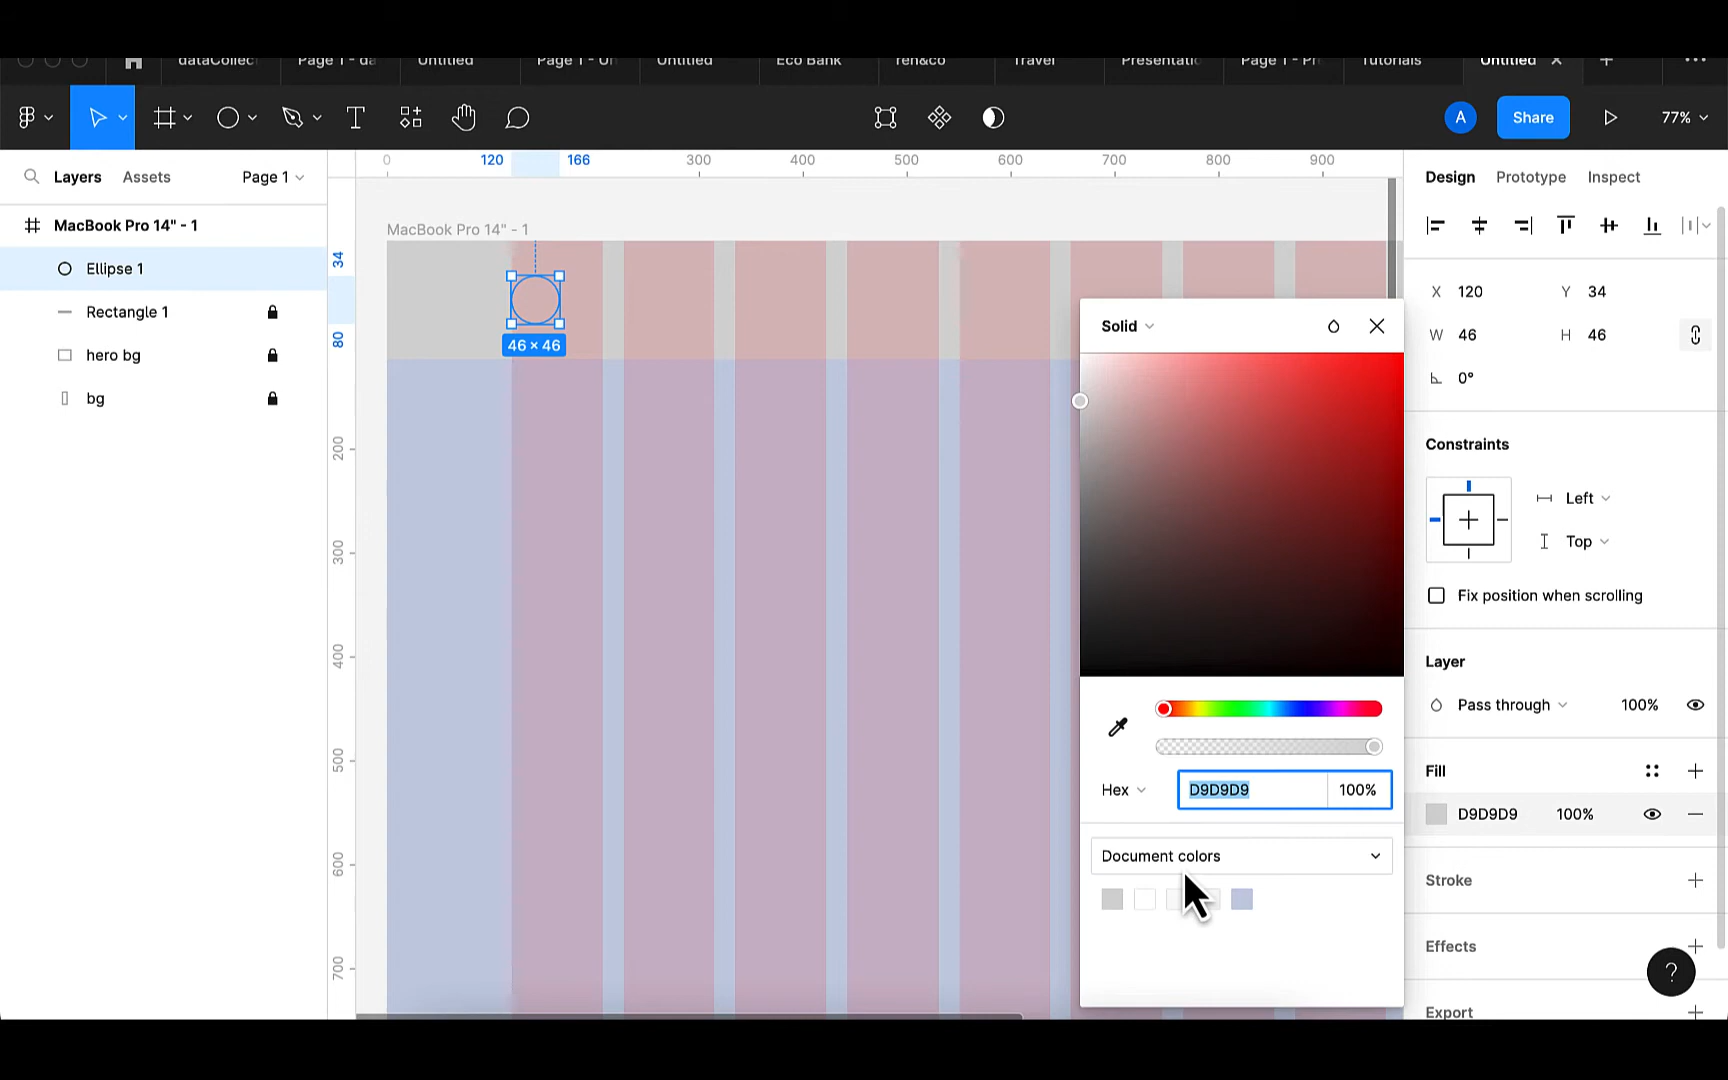 dataCollec Page 1 - da Untitled Page 1 - Un Untitled Eco Bank ren&co Travel Presentatio Page 1 - Pr Tutorials Untitled
T A Share 77%
Layers Assets Page 1
0 120 166 300 400 500 600 700 800 900
Design Prototype Inspect
MacBook Pro 14" - 1
Ellipse 1
Rectangle 1
hero bg
bg
MacBook Pro 14" - 1
34
80
200
300
400
500
600
700
46 × 46
Solid
Hex D9D9D9 100%
Document colors
X 120 Y 34
W 46 H 46
0°
Constraints
Left
Top
Fix position when scrolling
Layer
Pass through 100%
Fill
D9D9D9 100%
Stroke
Effects
?
Export